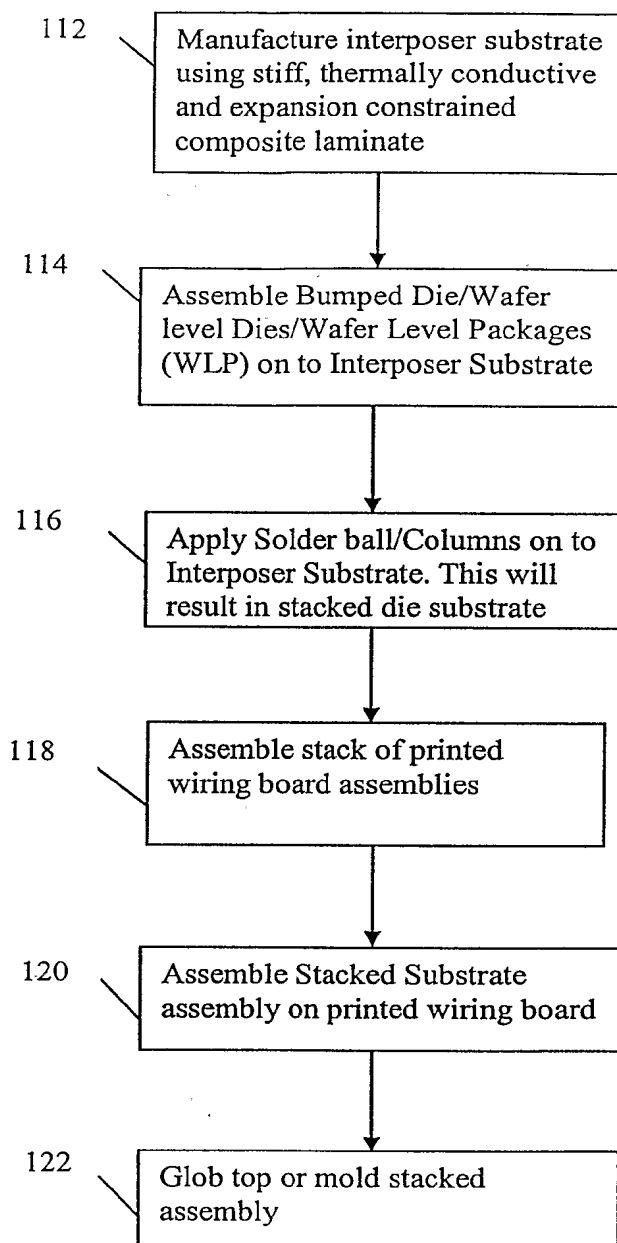 112
Manufacture interposer substrate
using stiff, thermally conductive
and expansion constrained
composite laminate
114
Assemble Bumped Die/Wafer
level Dies/Wafer Level Packages
(WLP) on to Interposer Substrate
116
Apply Solder ball/Columns on to
Interposer Substrate. This will
result in stacked die substrate
118
Assemble stack of printed
wiring board assemblies
120
Assemble Stacked Substrate
assembly on printed wiring board
122
Glob top or mold stacked
assembly